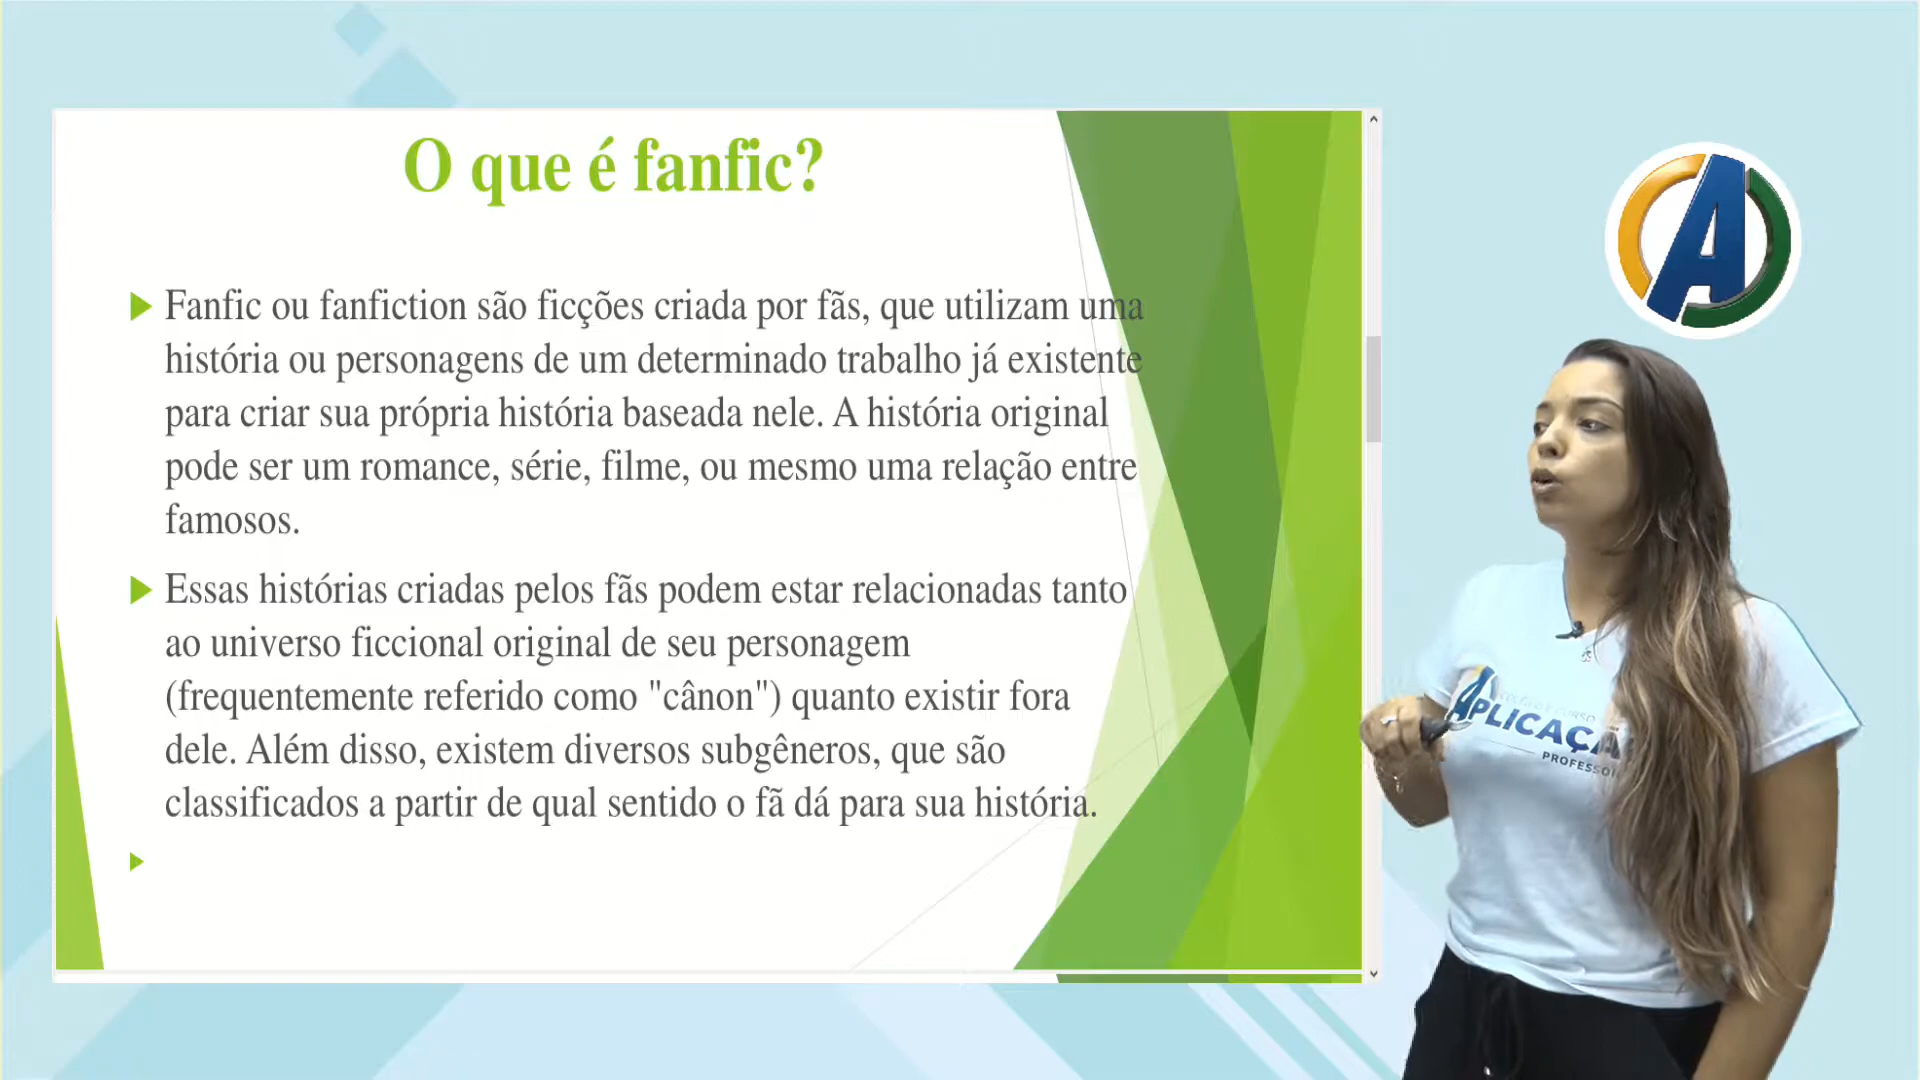 O que é fanfic?
Fanfic ou fanfiction são ficções criada por fãs, que utilizam uma
história ou personagens de um determinado trabalho já existente
para criar sua própria história baseada nele. A história original
pode ser um romance, série, filme, ou mesmo uma relação entre
famosos.
Essas histórias criadas pelos fãs podem estar relacionadas tanto
ao universo ficcional original de seu personagem
(frequentemente referido como "cânon") quanto existir fora
dele. Além disso, existem diversos subgêneros, que são
classificados a partir de qual sentido o fã dá para sua história.
A
CURSO
APLICAÇÃ
PROFESSO